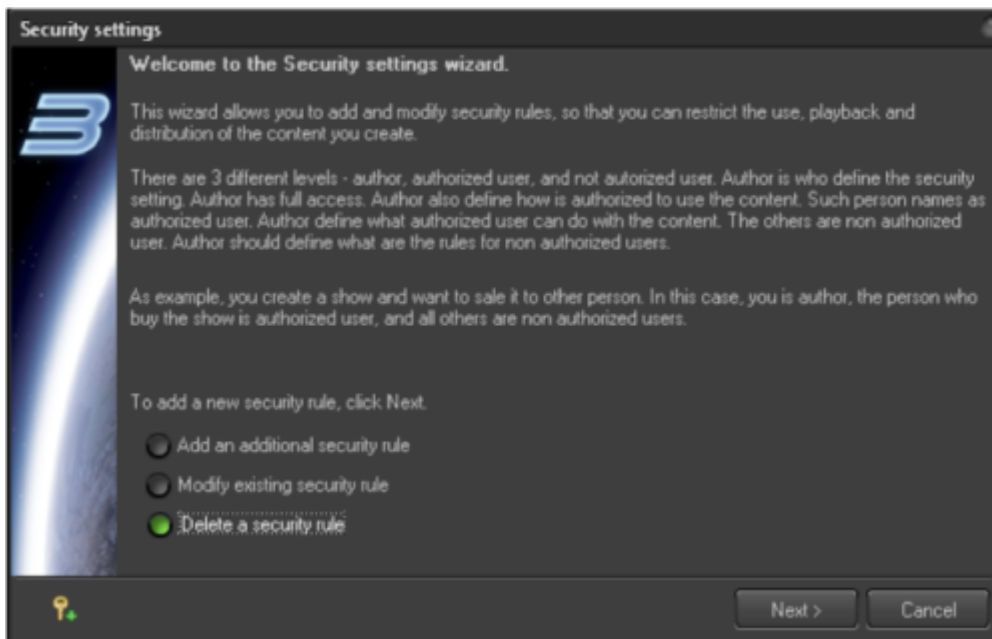 Security settings
Welcome to the Security settings wizard.
This wizard allows you to add and modify security rules, so that you can restrict the use, playback and
distribution of the content you create.
There are 3 different levels - author, authorized user, and not autorized user. Author is who define the security
setting. Author has full access. Author also define how is authorized to use the content. Such person names as
authorized user. Author define what authorized user can do with the content. The others are non authorized
user. Author should define what are the rules for non authorized users.
As example, you create a show and want to sale it to other person. In this case, you is author, the person who
buy the show is authorized user, and all others are non authorized users.
To add a new security rule, click Next.
Add an additional security rule
Modify existing security rule
Delete a security rule
3
Next >
Cancel